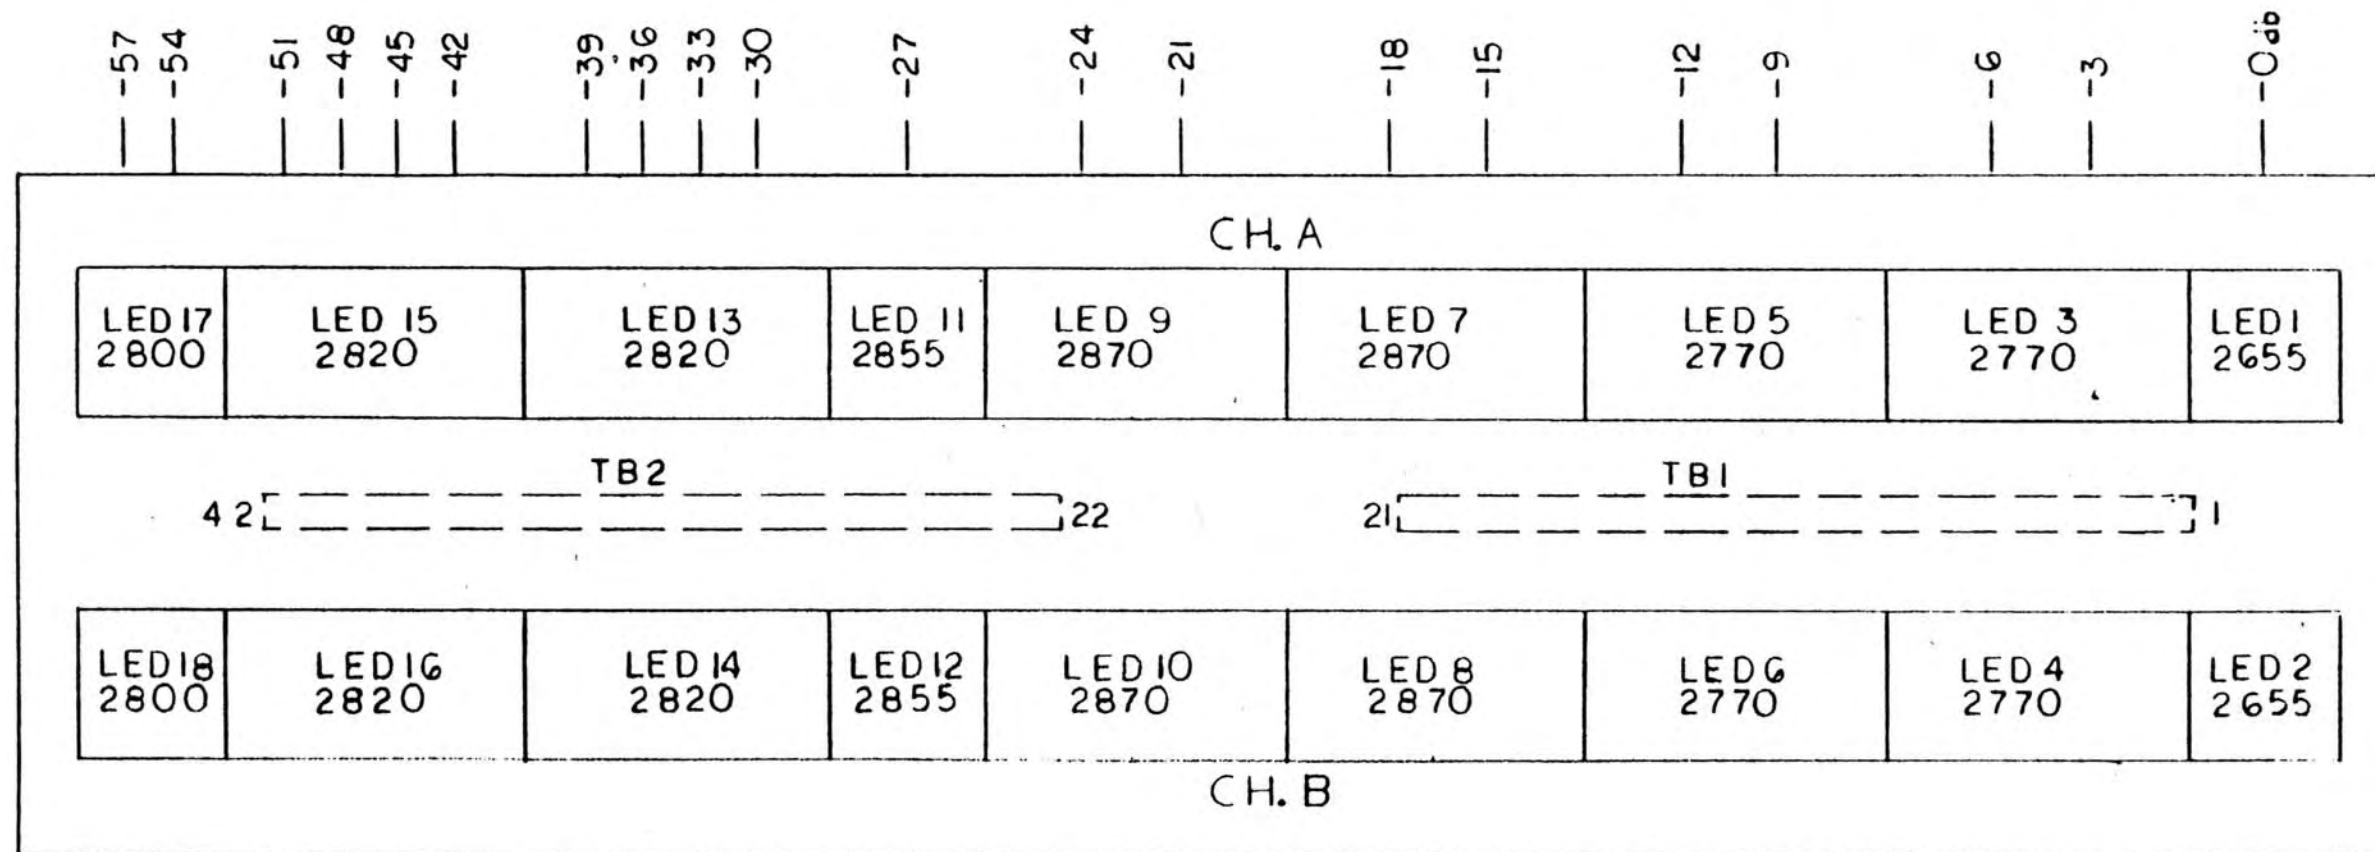 -57 -54 -51 -48 -45 -42 -39 -36 -33 -30 -27 -24 -21 -18 -15 -12 -9 -6 -3 -0db
CH. A
LED 17 LED 15 LED 13 LED 11 LED 9 LED 7 LED 5 LED 3 LED 1
2800 2820 2820 2855 2870 2870 2770 2770 2655
TB2 TB1
42 22 21 1
LED 18 LED 16 LED 14 LED 12 LED 10 LED 8 LED 6 LED 4 LED 2
2800 2820 2820 2855 2870 2870 2770 2770 2655
CH. B